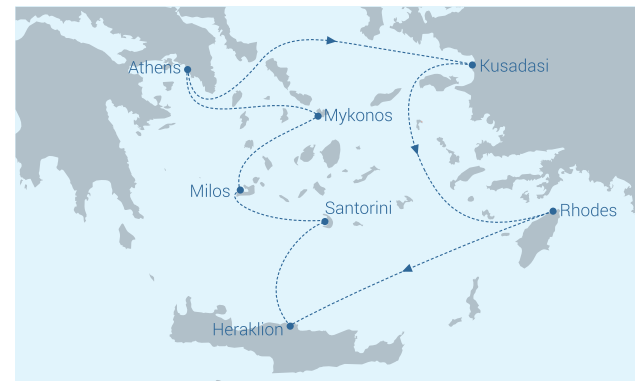 Athens
Kusadasi
Mykonos
Milos
Santorini
Rhodes
Heraklion